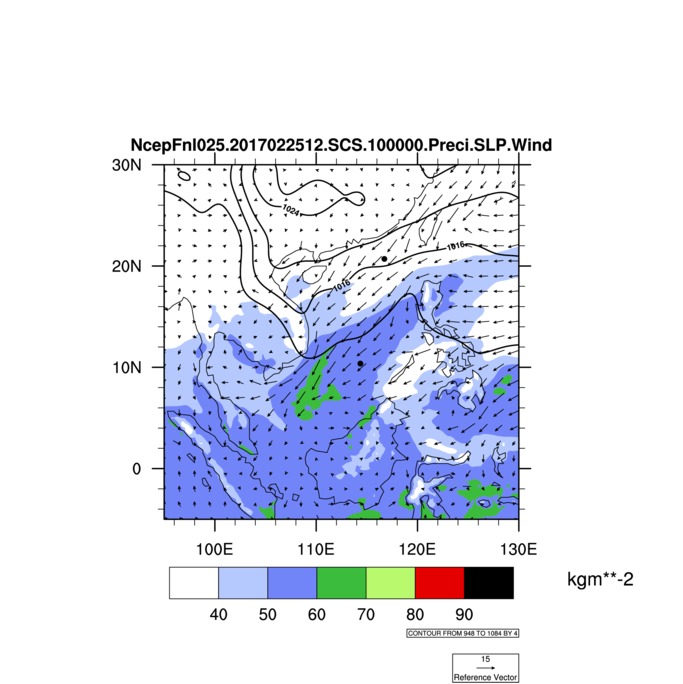 NcepFnl025.2017022512.SCS.100000.Preci.SLP.Wind
30N
20N
10N
0
1024
1016
1016
100E 110E 120E 130E
40 50 60 70 80 90
kgm**-2
CONTOUR FROM 948 TO 1084 BY 4
15
Reference Vector